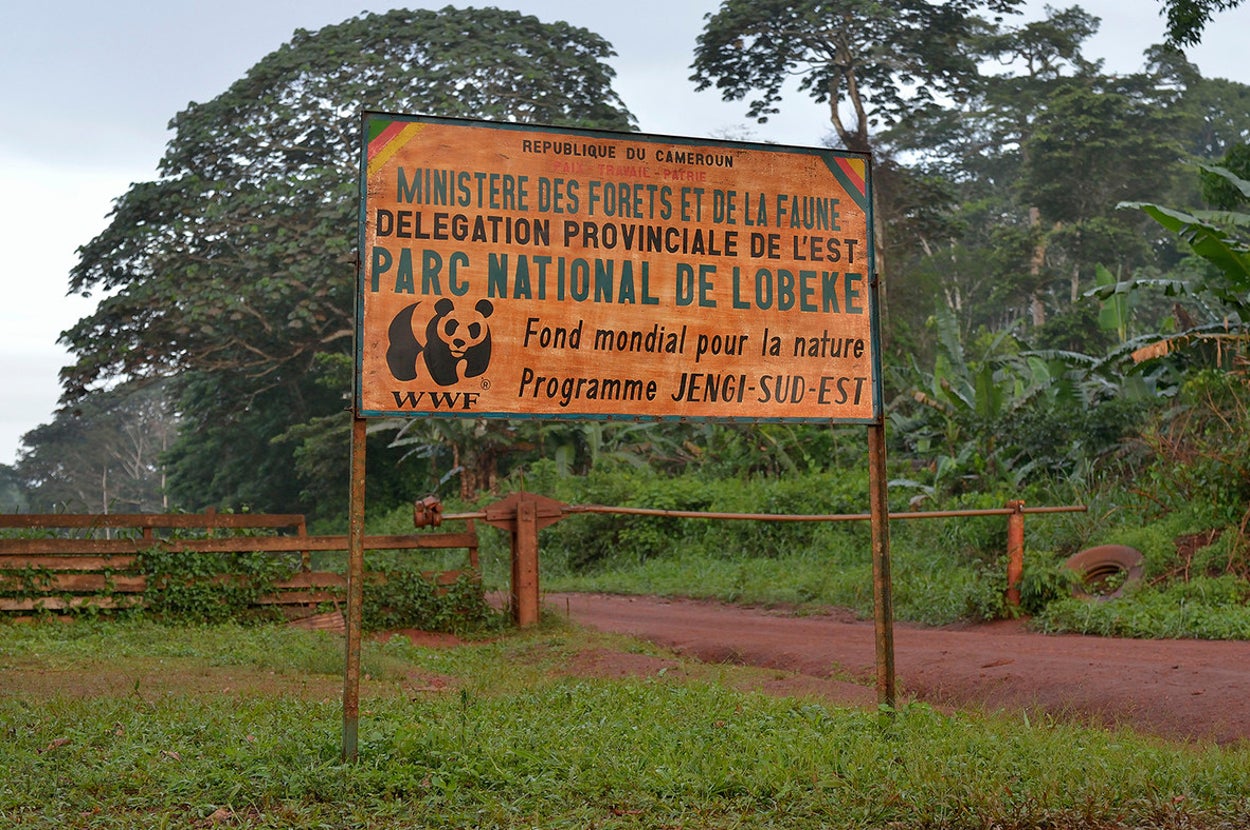 REPUBLIQUE DU CAMEROUN
PAIX - TRAVAIL - PATRIE
MINISTERE DES FORETS ET DE LA FAUNE
DELEGATION PROVINCIALE DE L'EST
PARC NATIONAL DE LOBEKE
Fond mondial pour la nature
Programme JENGI-SUD-EST
®
WWF